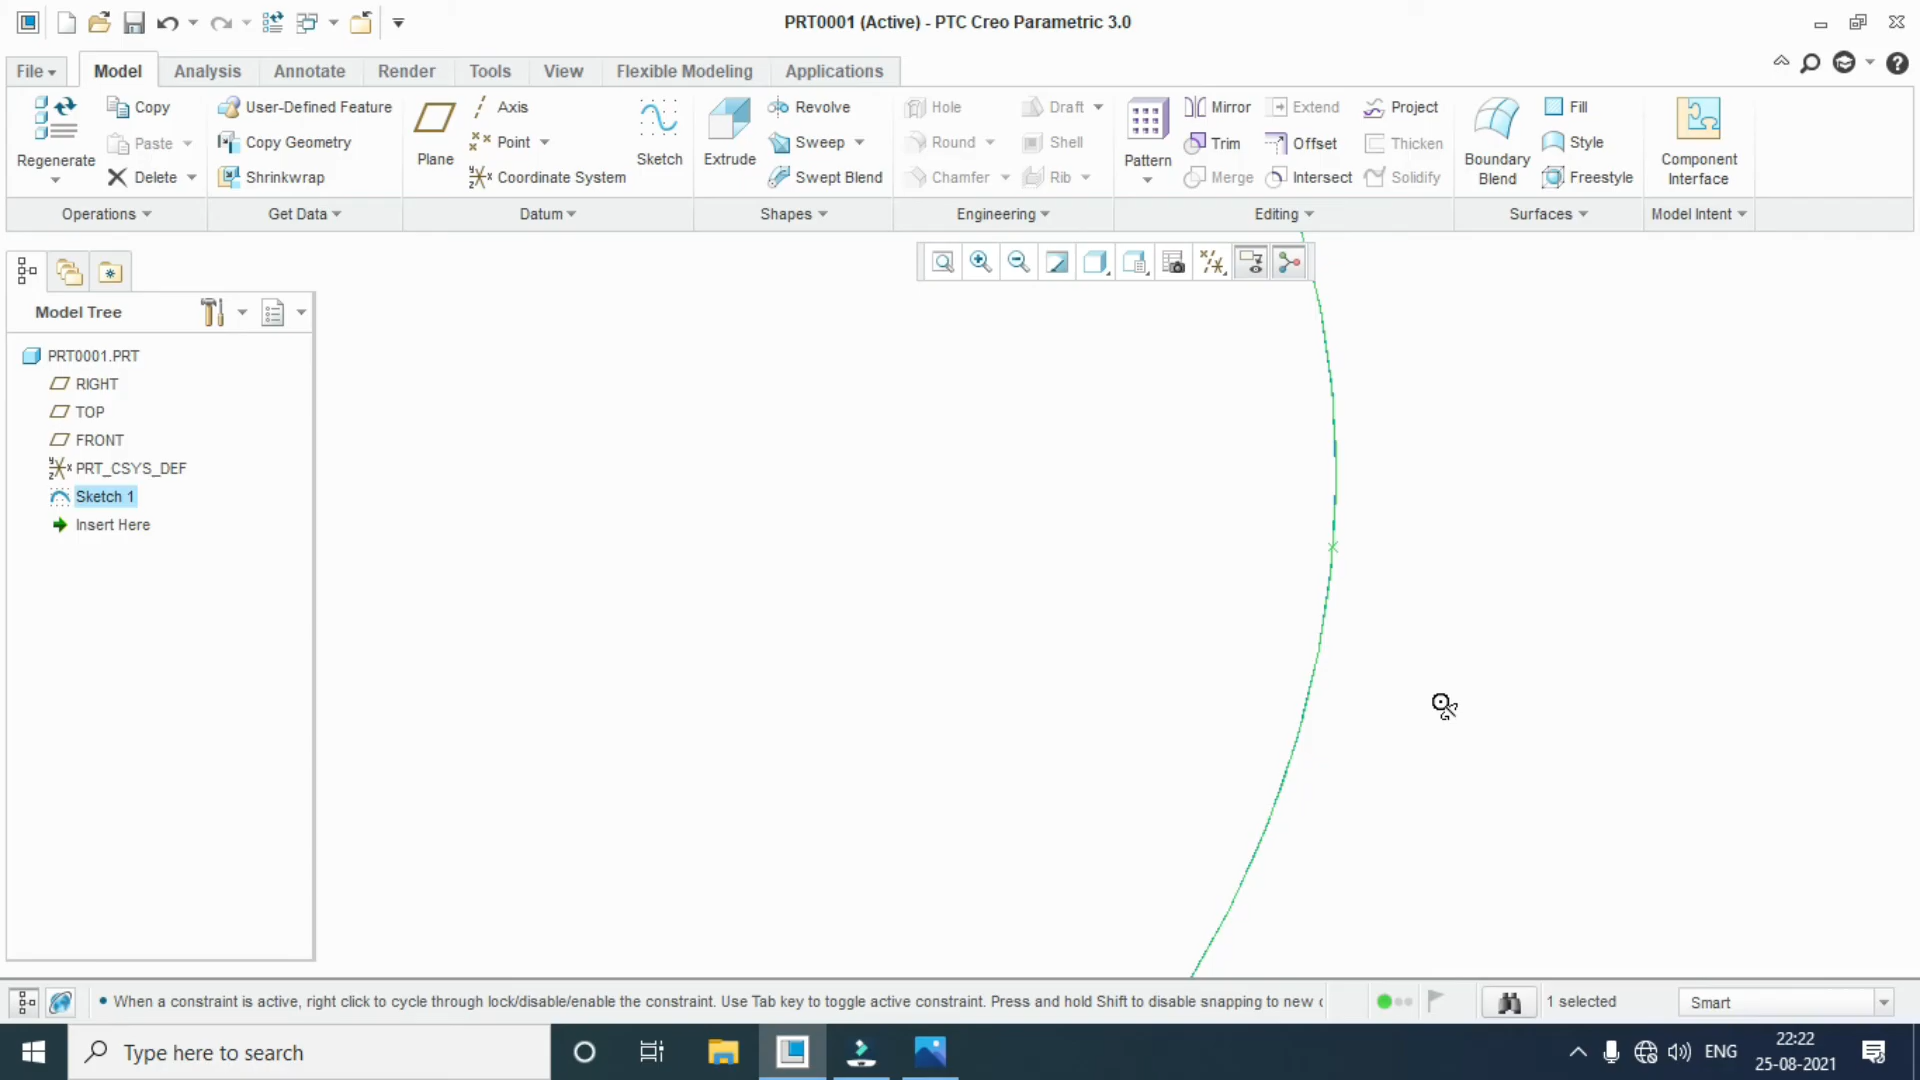 PRT0001 (Active) - PTC Creo Parametric 3.0
File Model Analysis Annotate Render Tools View Flexible Modeling Applications
Regenerate
Copy
Paste
Delete
Operations
User-Defined Feature
Copy Geometry
Shrinkwrap
Get Data
Plane
Axis
Point
Coordinate System
Sketch
Datum
Extrude
Revolve
Sweep
Swept Blend
Shapes
Hole
Round
Chamfer
Draft
Shell
Rib
Engineering
Pattern
Mirror
Trim
Merge
Extend
Offset
Intersect
Project
Thicken
Solidify
Editing
Boundary
Blend
Fill
Style
Freestyle
Surfaces
Component
Interface
Model Intent
Model Tree
PRT0001.PRT
RIGHT
TOP
FRONT
PRT_CSYS_DEF
Sketch 1
Insert Here
• When a constraint is active, right click to cycle through lock/disable/enable the constraint. Use Tab key to toggle active constraint. Press and hold Shift to disable snapping to new
1 selected
Smart
Type here to search
ENG
22:22
25-08-2021